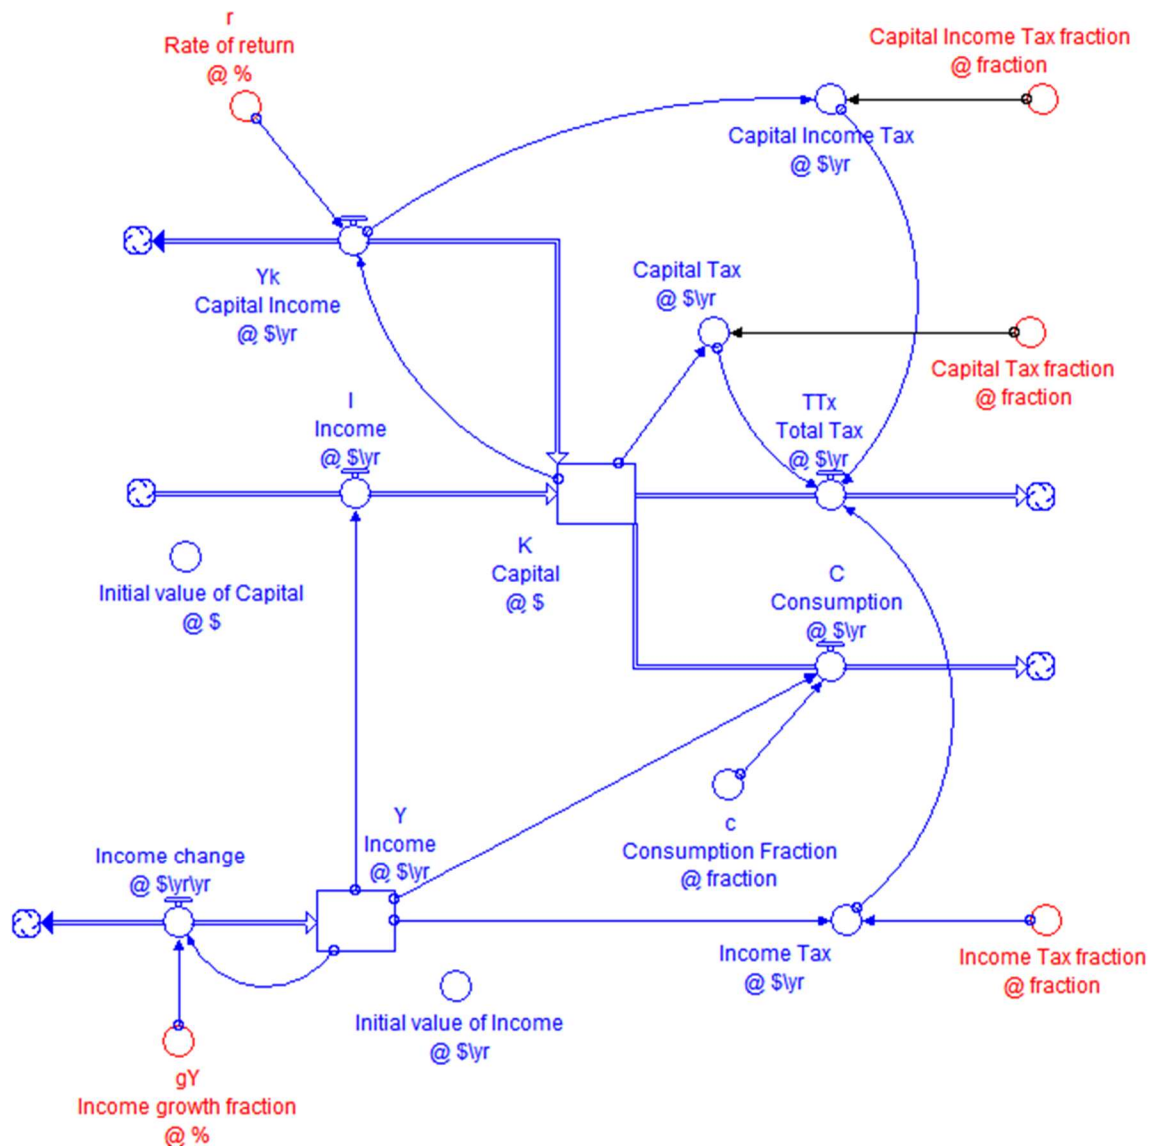 r
Rate of return
@ %
Capital Income Tax fraction
@ fraction
Capital Income Tax
@ $\yr
Yk
Capital Income
@ $\yr
Capital Tax
@ $\yr
Capital Tax fraction
@ fraction
I
Income
@ $\yr
TTx
Total Tax
@ $\yr
Initial value of Capital
@ $
K
Capital
@ $
C
Consumption
@ $\yr
c
Consumption Fraction
@ fraction
Y
Income
@ $\yr
Income change
@ $\yr\yr
Income Tax
@ $\yr
Income Tax fraction
@ fraction
Initial value of Income
@ $\yr
gY
Income growth fraction
@ %